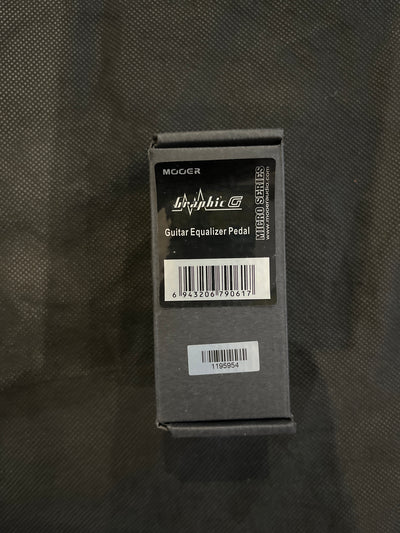 MOOER
Graphic G
Guitar Equalizer Pedal
MICRO SERIES
www.mooeraudio.com
6 943206 790617
1195954